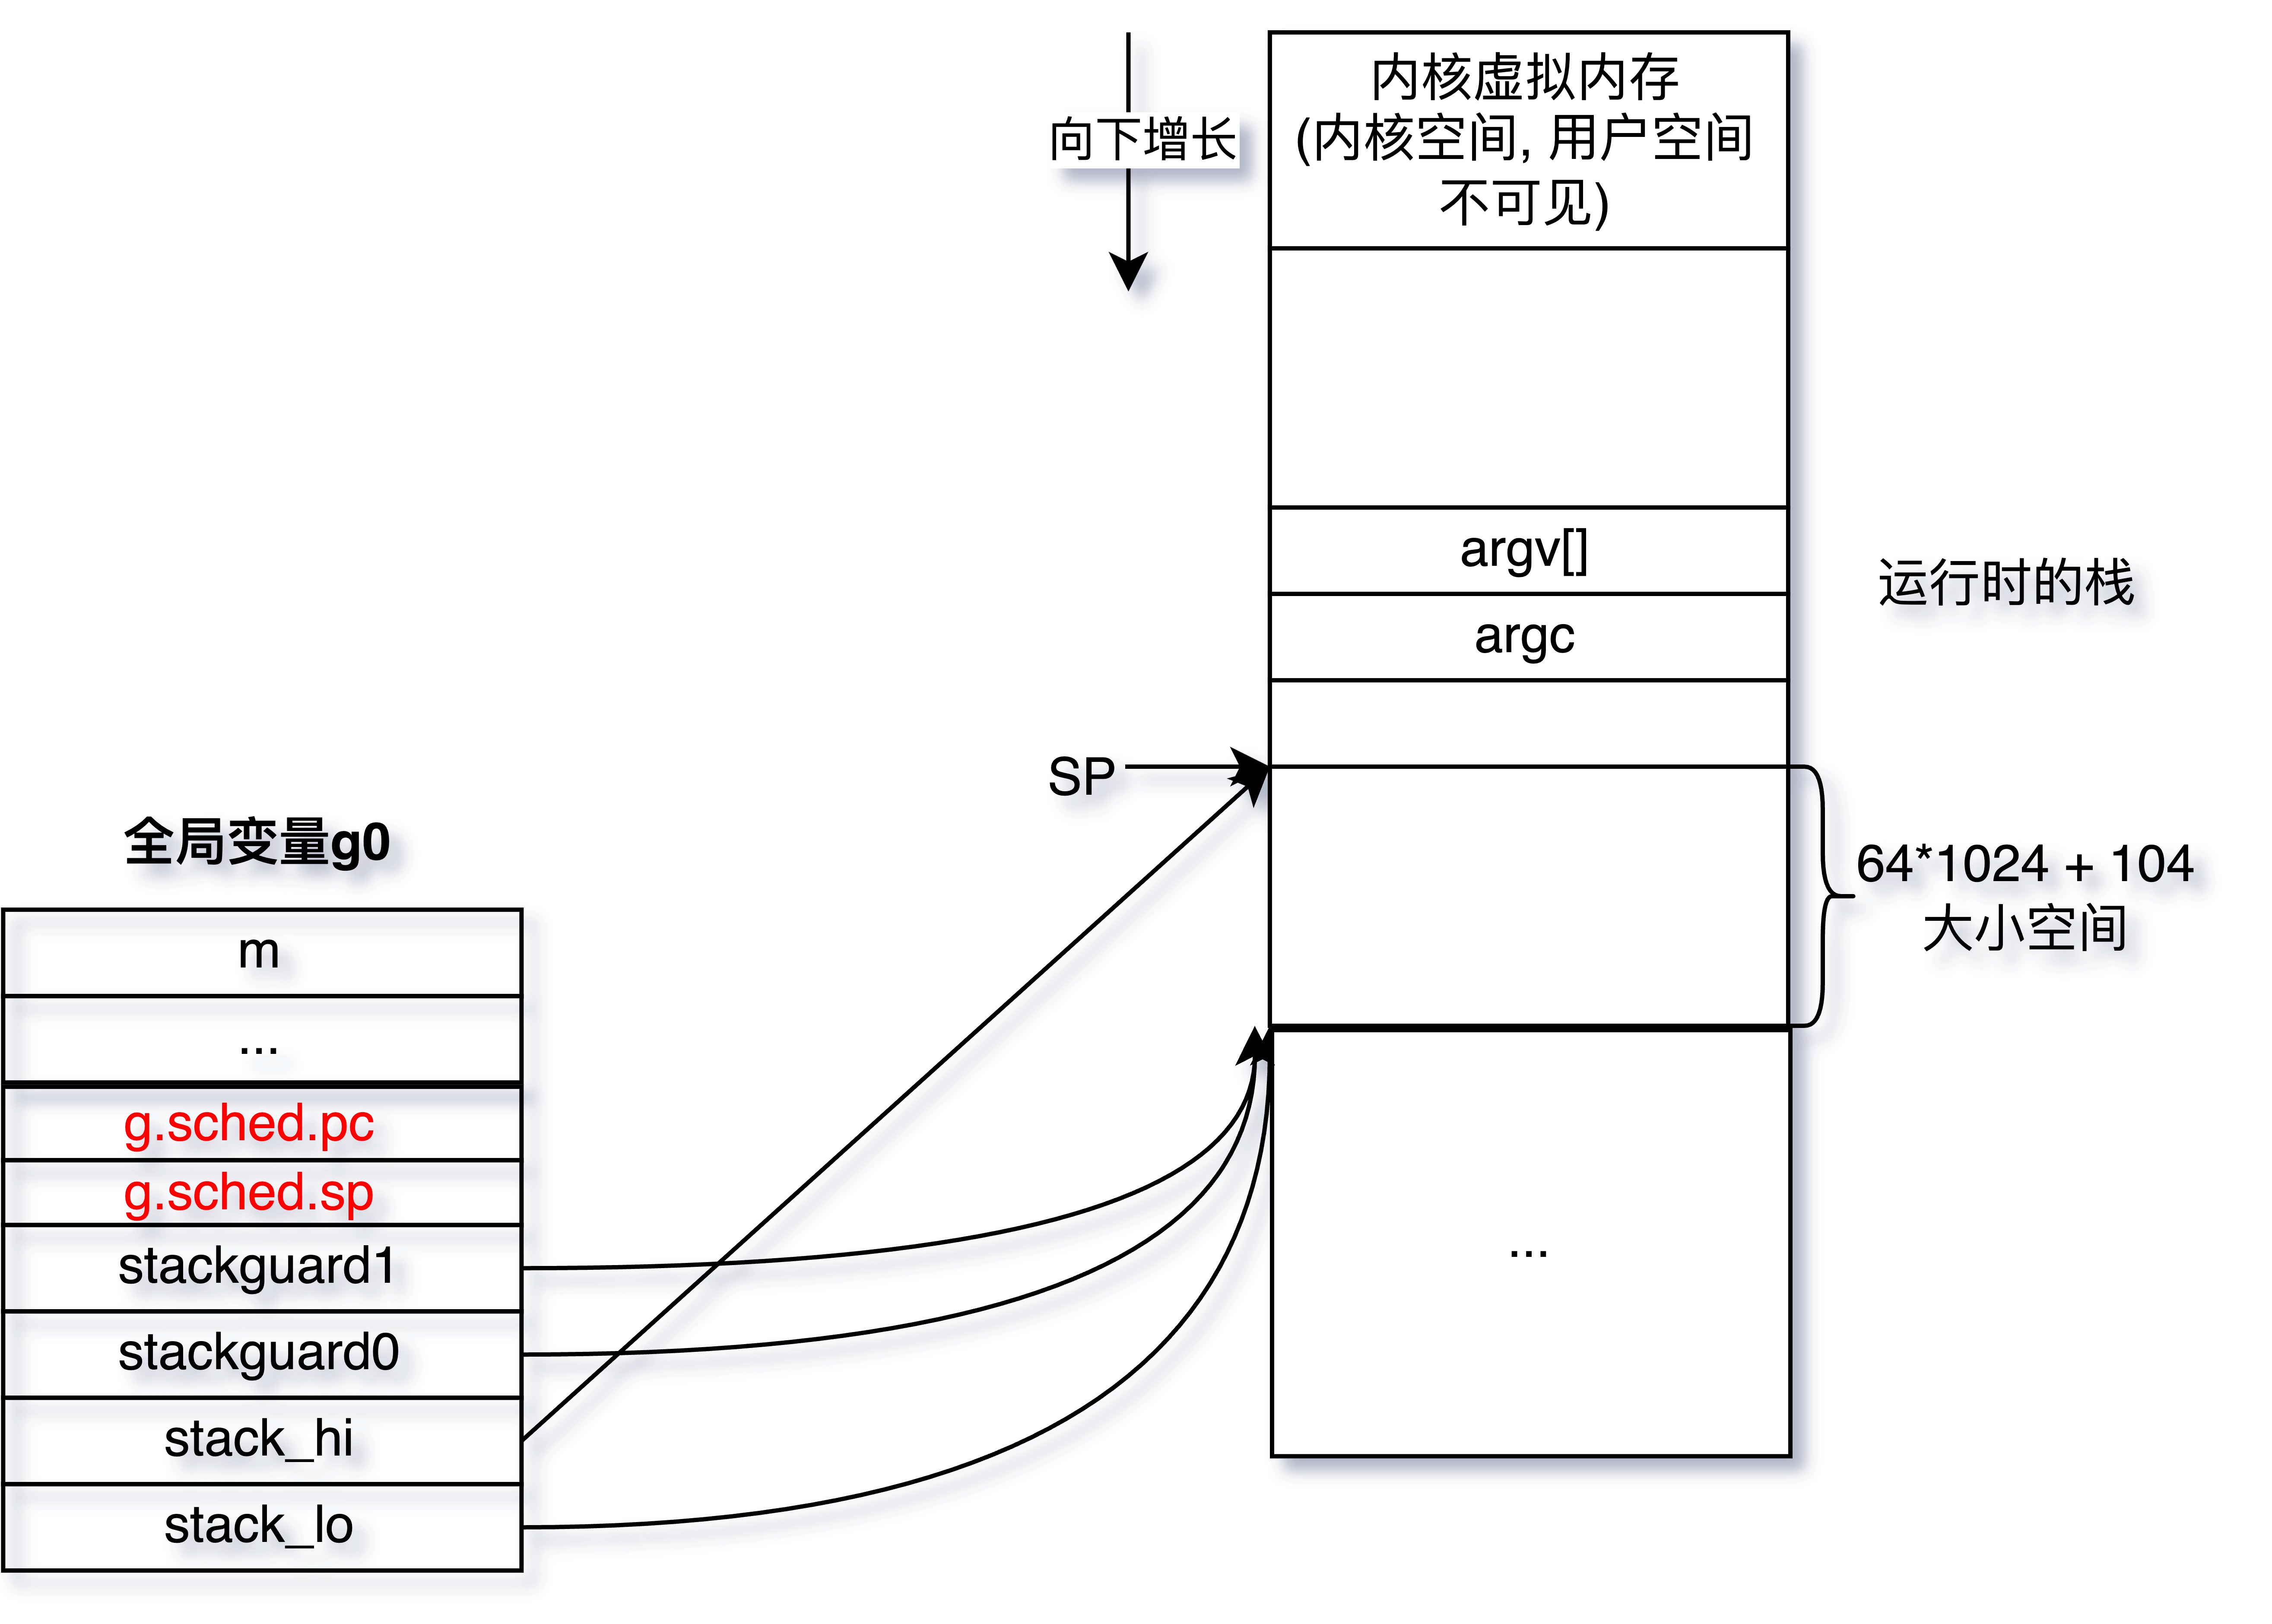 内核虚拟内存
(内核空间, 用户空间
不可见)
向下增长
argv[]
运行时的栈
argc
SP
全局变量g0
64*1024 + 104
大小空间
m
...
g.sched.pc
g.sched.sp
stackguard1
...
stackguard0
stack_hi
stack_lo